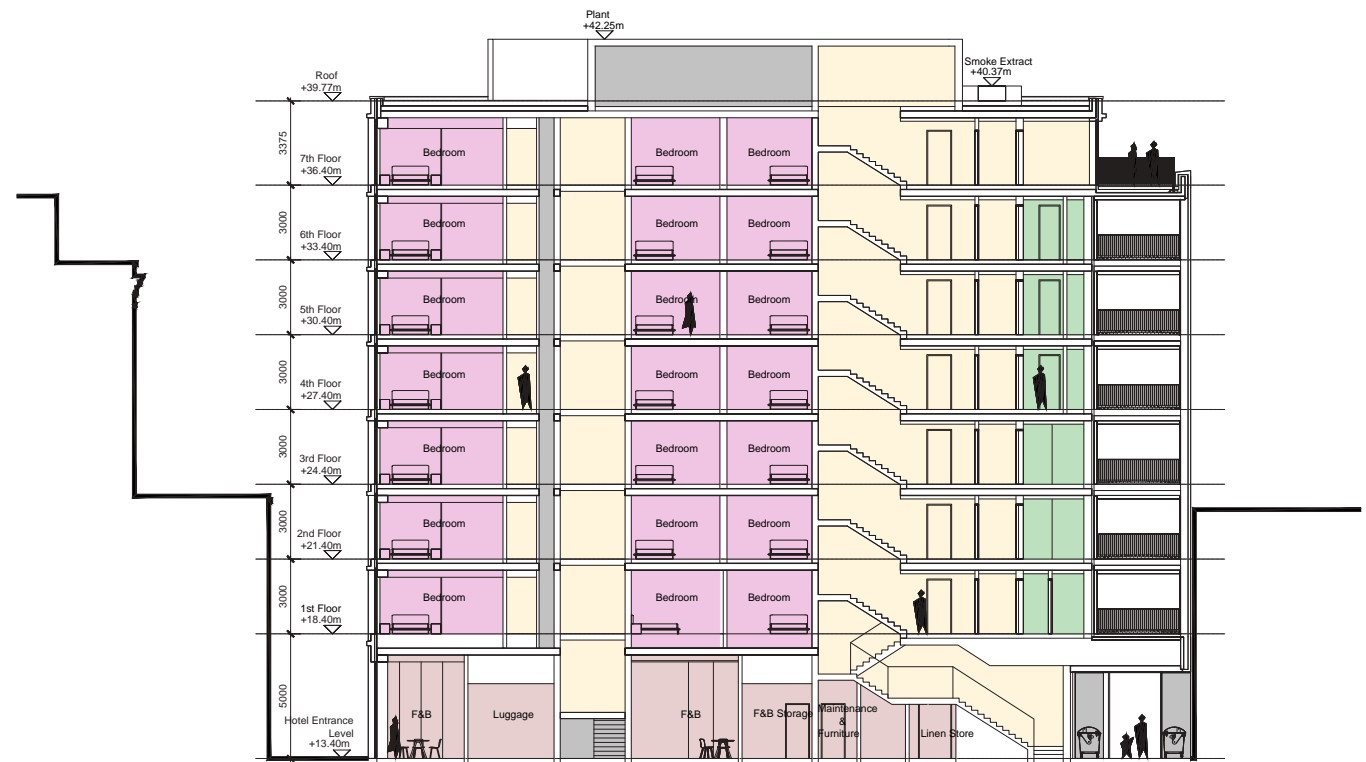 Plant
+42.25m
Smoke Extract
+40.37m
Roof
+39.77m
3375
7th Floor
+36.40m
Bedroom
Bedroom
Bedroom
3000
6th Floor
+33.40m
Bedroom
Bedroom
Bedroom
3000
5th Floor
+30.40m
Bedroom
Bedroom
Bedroom
3000
4th Floor
+27.40m
Bedroom
Bedroom
Bedroom
3000
3rd Floor
+24.40m
Bedroom
Bedroom
Bedroom
3000
2nd Floor
+21.40m
Bedroom
Bedroom
Bedroom
3000
1st Floor
+18.40m
Bedroom
Bedroom
Bedroom
5000
Hotel Entrance
Level
+13.40m
F&B
Luggage
F&B
F&B Storage
Maintenance
&
Furniture
Linen Store